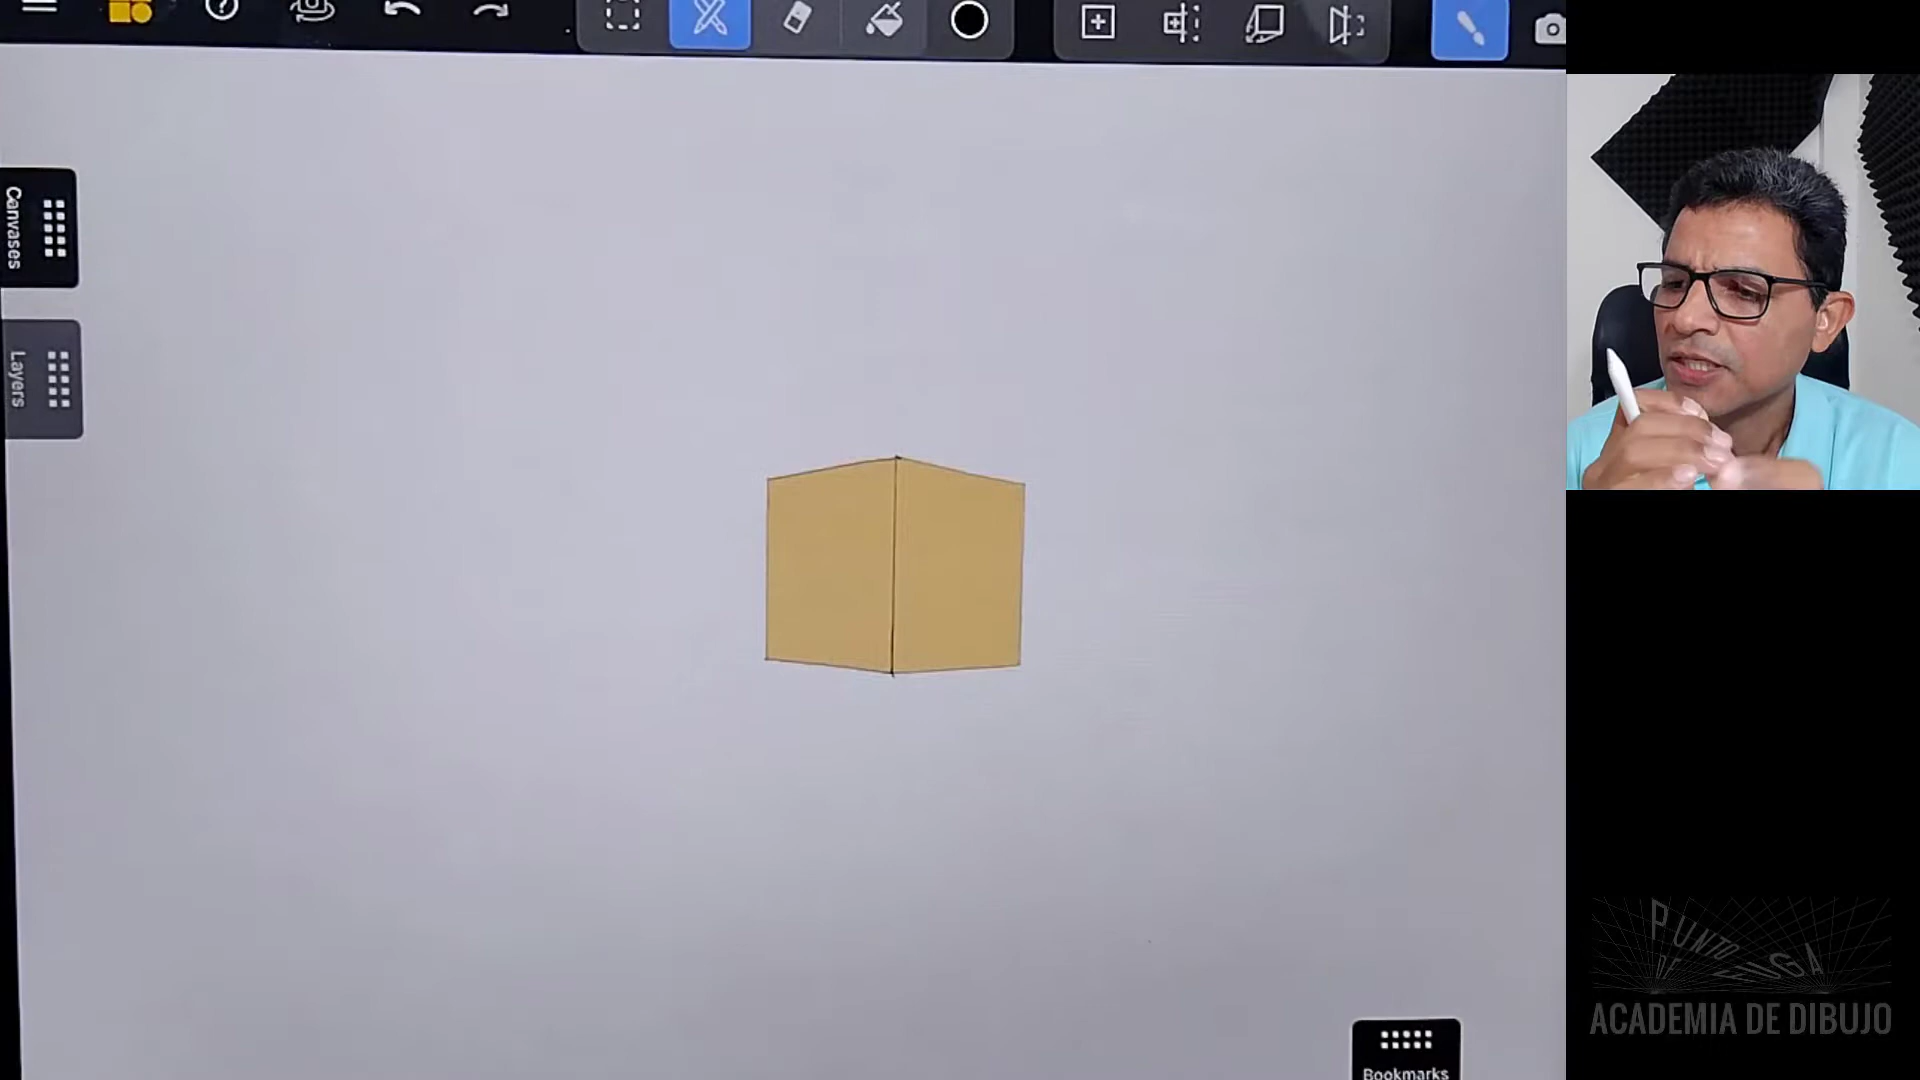 Canvases
Layers
Bookmarks
PUNTO
DE FUGA
ACADEMIA DE DIBUJO